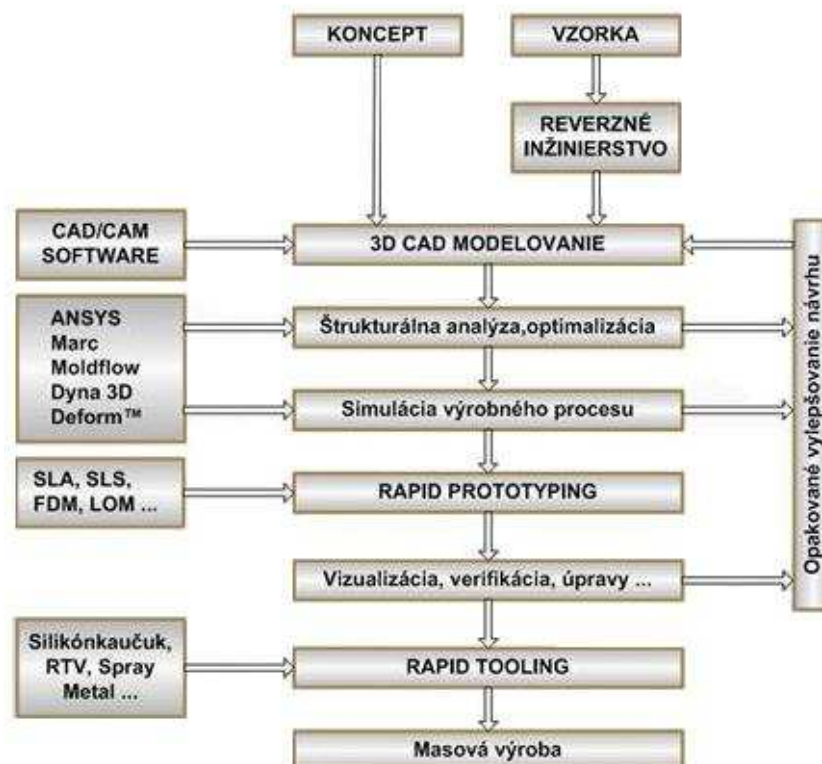 KONCEPT
VZORKA
REVERZNÉ
INŽINIERSTVO
CAD/CAM
SOFTWARE
3D CAD MODELOVANIE
ANSYS
Marc
Moldflow
Dyna 3D
Deform™
Štrukturálna analýza,optimalizácia
Simulácia výrobného procesu
SLA, SLS,
FDM, LOM ...
RAPID PROTOTYPING
Vizualizácia, verifikácia, úpravy ...
Silikónkaučuk,
RTV, Spray
Metal ...
RAPID TOOLING
Masová výroba
Opakované vylepšovanie návrhu